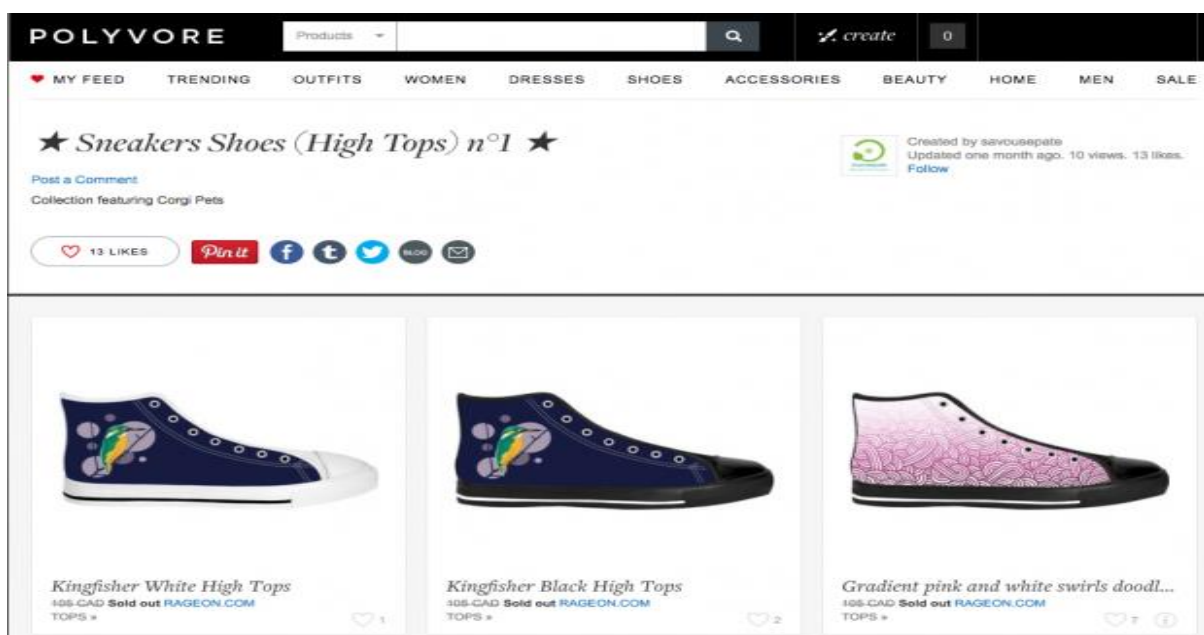 POLYVORE
Products
create
0
MY FEED TRENDING OUTFITS WOMEN DRESSES SHOES ACCESSORIES BEAUTY HOME MEN SALE
★ Sneakers Shoes (High Tops) n°1 ★
Created by savousepate
Updated one month ago. 10 views. 13 likes.
Follow
Post a Comment
Collection featuring Corgi Pets
13 LIKES
Pin it
BLOG
Kingfisher White High Tops
105 CAD Sold out RAGEON.COM
TOPS »
1
Kingfisher Black High Tops
105 CAD Sold out RAGEON.COM
TOPS »
2
Gradient pink and white swirls doodl...
105 CAD Sold out RAGEON.COM
TOPS »
7